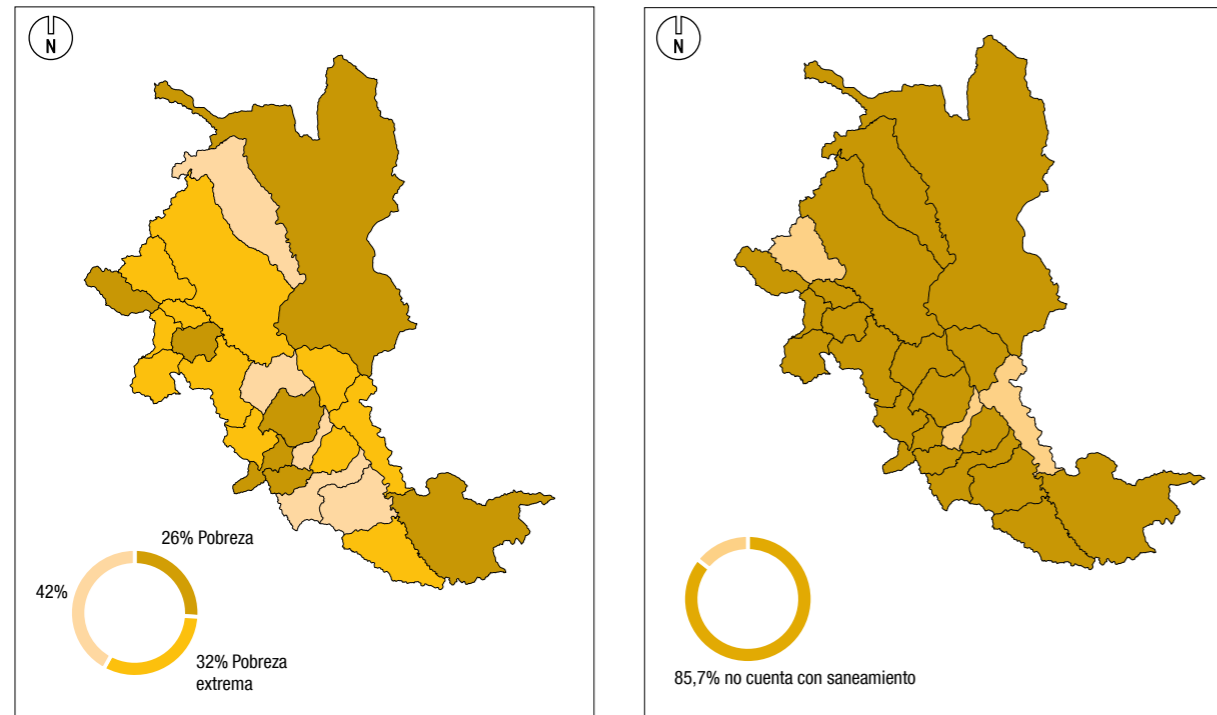 N
26% Pobreza
42%
32% Pobreza
extrema
N
85,7% no cuenta con saneamiento